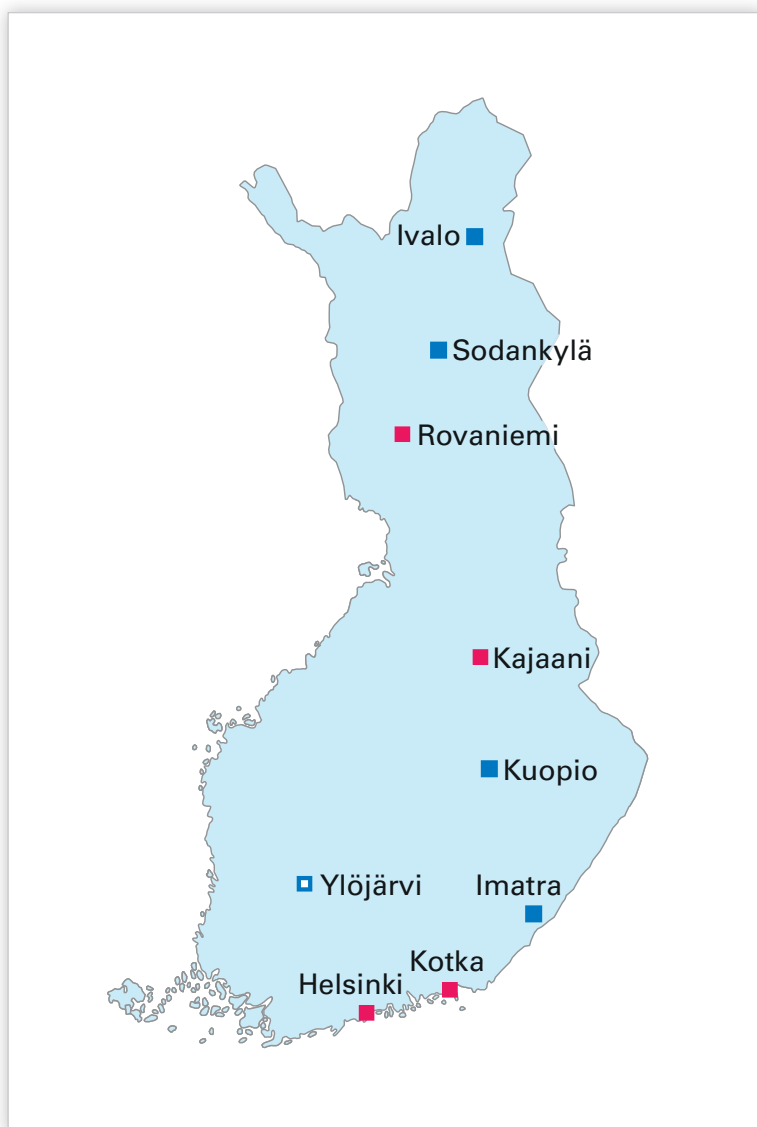 Ivalo
Sodankylä
Rovaniemi
Kajaani
Kuopio
Ylöjärvi
Imatra
Kotka
Helsinki